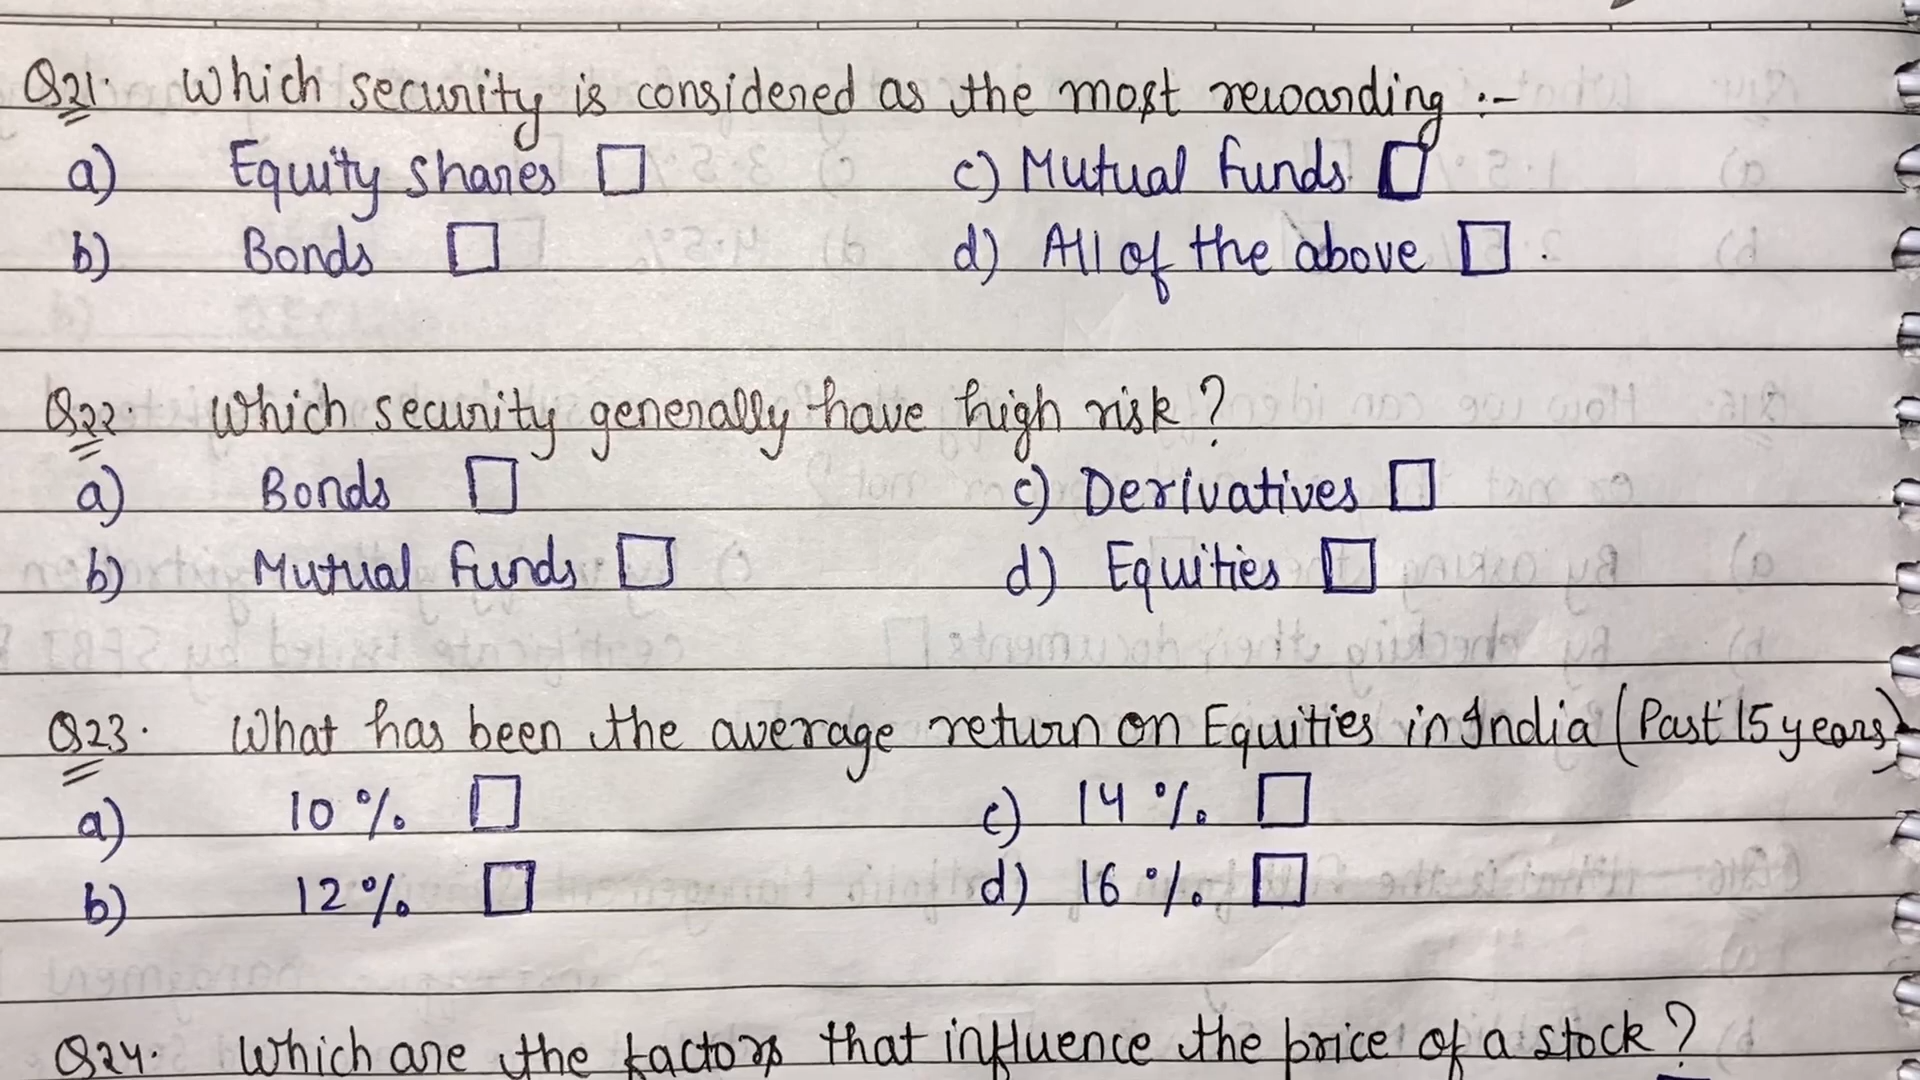 Q21. Which security is considered as the most rewarding :-
a) Equity shares □ c) Mutual funds □
b) Bonds □ d) All of the above □ .
Q22. Which security generally have high risk ?
a) Bonds □ c) Derivatives □
b) Mutual funds □ d) Equities □
Q23. What has been the average return on Equities in India (Past 15 years)
a) 10 % □ c) 14 % □
b) 12 % □ d) 16 % □
Q24. Which are the factors that influence the price of a stock ?